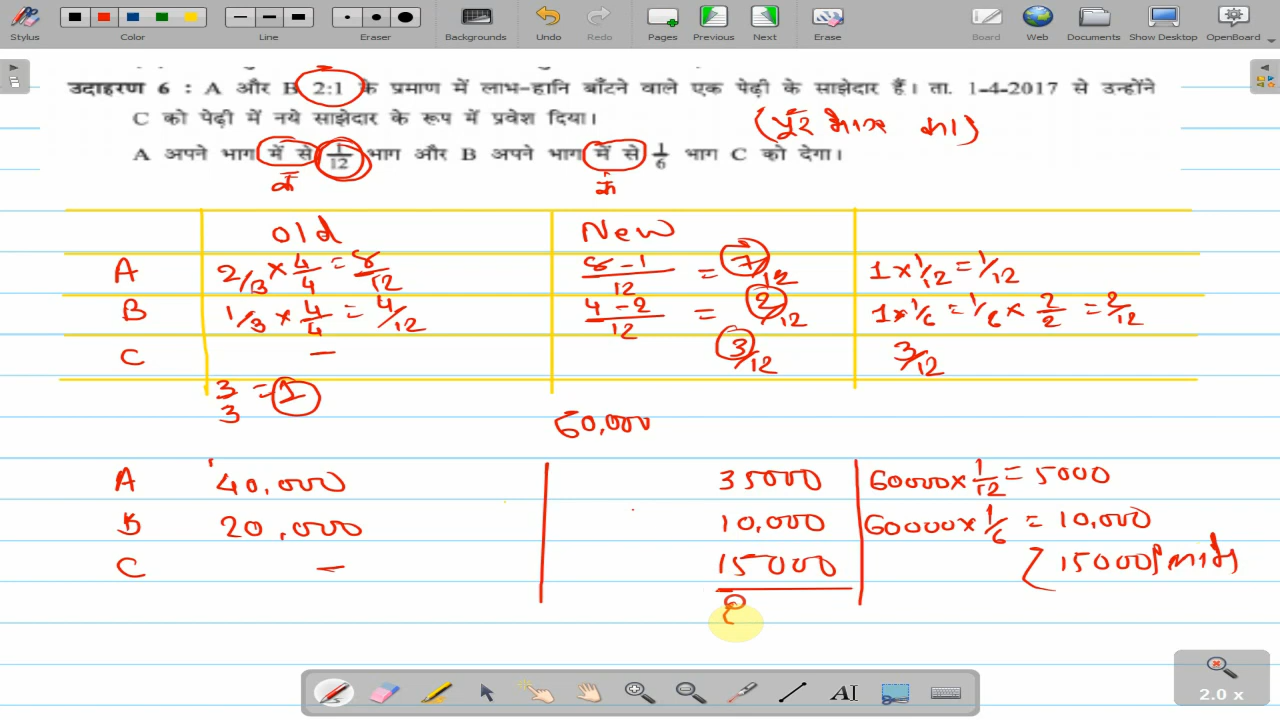 Stylus Color Line Eraser Backgrounds Undo Redo Pages Previous Next Erase Board Web Documents Show Desktop OpenBoard
उदाहरण 6 : A और B 2:1 के प्रमाण में लाभ-हानि बाँटने वाले एक पेढ़ी के साझेदार हैं। ता. 1-4-2017 से उन्होंने
C को पेढ़ी में नये साझेदार के रूप में प्रवेश दिया।
A अपने भाग में से 1/12 भाग और B अपने भाग में से 1/6 भाग C को देगा।
Old New
A 2/3 × 4/4 = 8/12 8-1/12 = 7/12 1 × 1/12 = 1/12
B 1/3 × 4/4 = 4/12 4-2/12 = 2/12 1 × 1/6 = 1/6 × 2/2 = 2/12
C — 3/12 3/12
3/3 = 1
60,000
A 40,000 35000 60000 × 1/12 = 5000
B 20,000 10,000 60000 × 1/6 = 10,000
C — 15000 15000
2.0 x